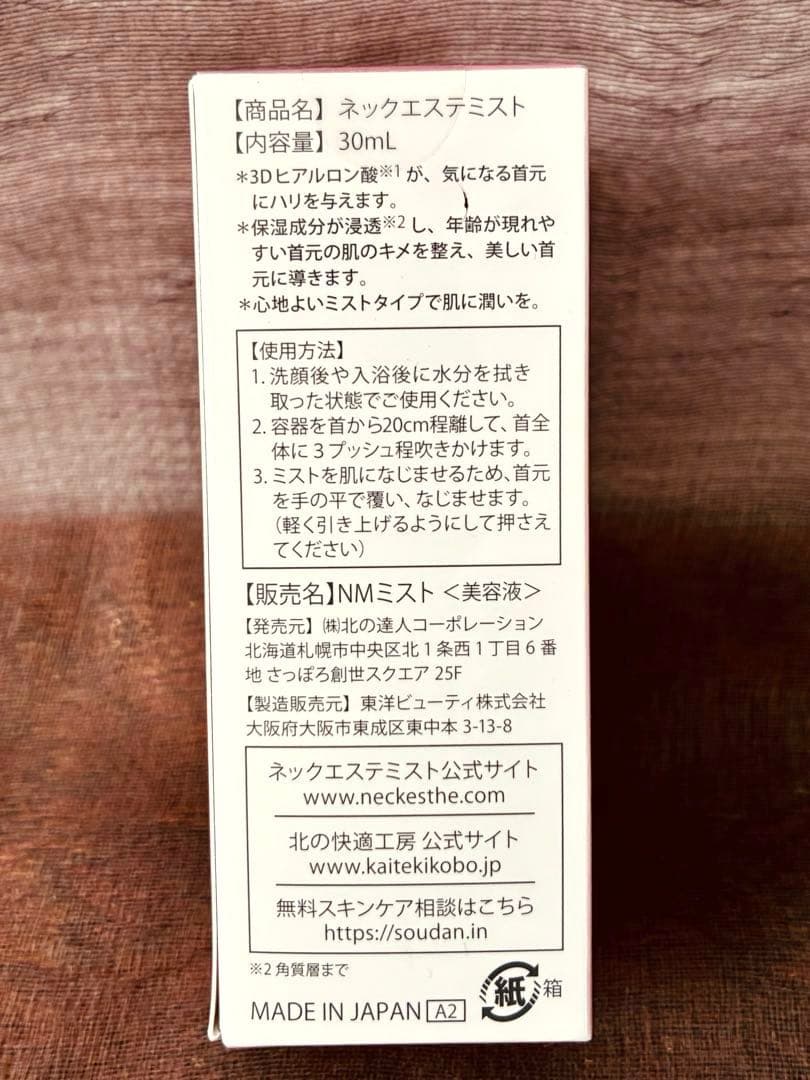 【商品名】ネックエステミスト
【内容量】30mL
＊3Dヒアルロン酸※1が、気になる首元
にハリを与えます。
＊保湿成分が浸透※2し、年齢が現れや
すい首元の肌のキメを整え、美しい首
元に導きます。
＊心地よいミストタイプで肌に潤いを。
【使用方法】
1. 洗顔後や入浴後に水分を拭き
取った状態でご使用ください。
2. 容器を首から20cm程離して、首全
体に3プッシュ程吹きかけます。
3. ミストを肌になじませるため、首元
を手の平で覆い、なじませます。
（軽く引き上げるようにして押さえ
てください）
【販売名】NMミスト＜美容液＞
【発売元】㈱北の達人コーポレーション
北海道札幌市中央区北1条西1丁目6番
地 さっぽろ創世スクエア 25F
【製造販売元】東洋ビューティ株式会社
大阪府大阪市東成区東中本 3-13-8
ネックエステミスト公式サイト
www.neckesthe.com
北の快適工房 公式サイト
www.kaitekikobo.jp
無料スキンケア相談はこちら
https://soudan.in
※2 角質層まで
紙 箱
MADE IN JAPAN A2